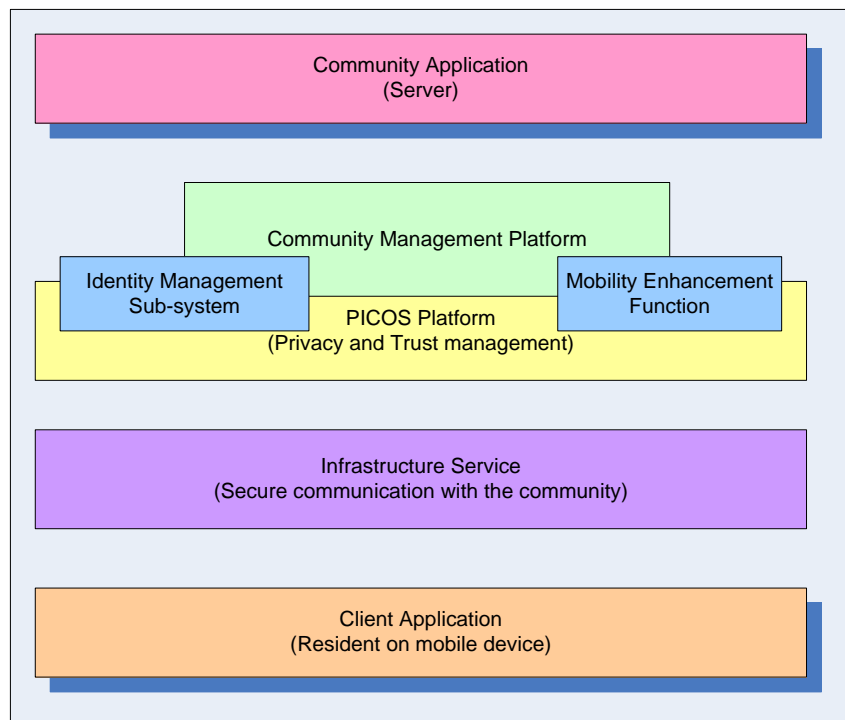 Community Application
(Server)
Community Management Platform
Identity Management
Sub-system
Mobility Enhancement
Function
PICOS Platform
(Privacy and Trust management)
Infrastructure Service
(Secure communication with the community)
Client Application
(Resident on mobile device)